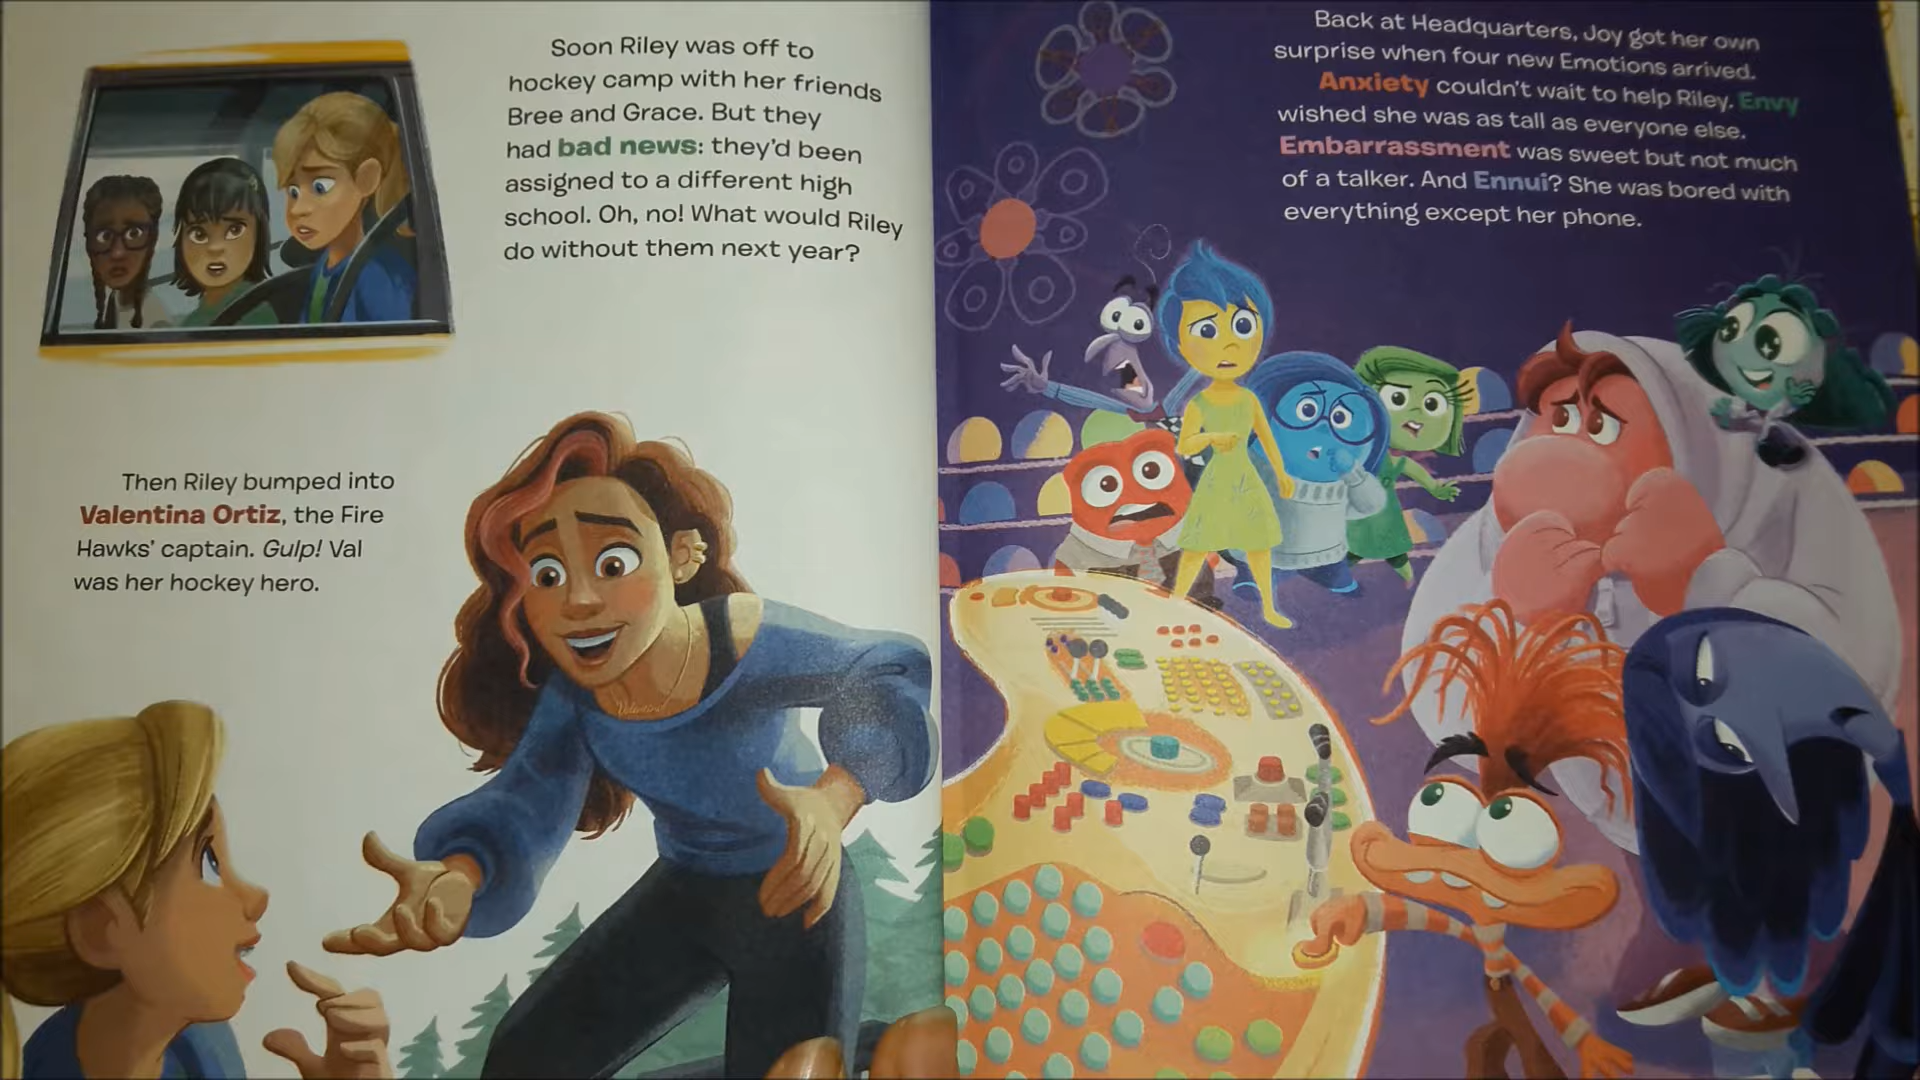 Soon Riley was off to
hockey camp with her friends
Bree and Grace. But they
had bad news: they'd been
assigned to a different high
school. Oh, no! What would Riley
do without them next year?
Then Riley bumped into
Valentina Ortiz, the Fire
Hawks' captain. Gulp! Val
was her hockey hero.
Valentina
Back at Headquarters, Joy got her own
surprise when four new Emotions arrived.
Anxiety couldn't wait to help Riley. Envy
wished she was as tall as everyone else.
Embarrassment was sweet but not much
of a talker. And Ennui? She was bored with
everything except her phone.